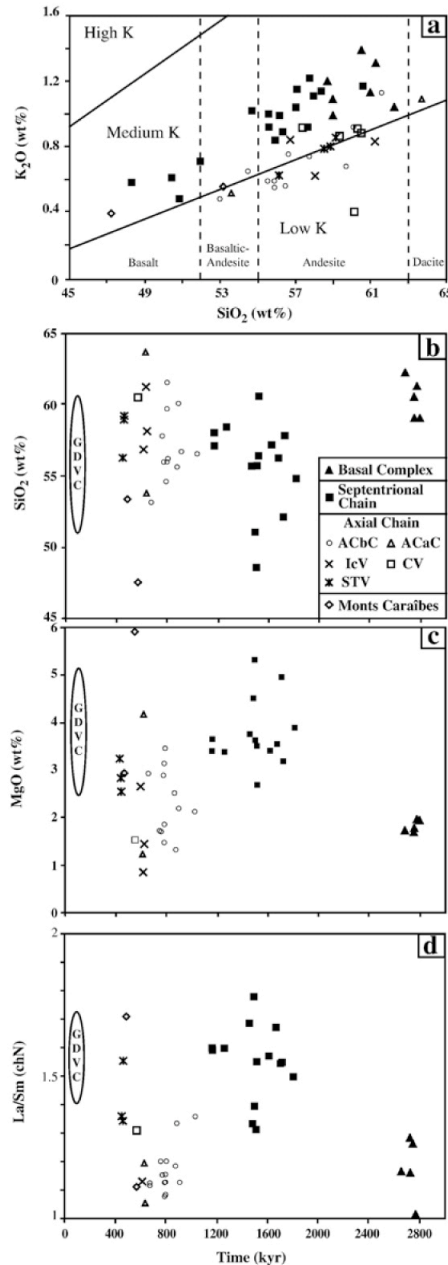 a
1.6
High K
1.2
Medium K
K2O (wt%)
0.8
0.4
Low K
Basalt
Basaltic-
Andesite
Andesite
Dacite
0
45
49
53
57
61
65
SiO2 (wt%)
b
65
60
SiO2 (wt%)
55
50
45
GDVC
Basal Complex
Septentrional
Chain
Axial Chain
ACbC
ACaC
IcV
CV
STV
Monts Caraîbes
c
6
5
4
MgO (wt%)
3
2
1
0
GDVC
d
2
La/Sm (chN)
1.5
1
GDVC
0
400
800
1200
1600
2000
2400
2800
Time (kyr)